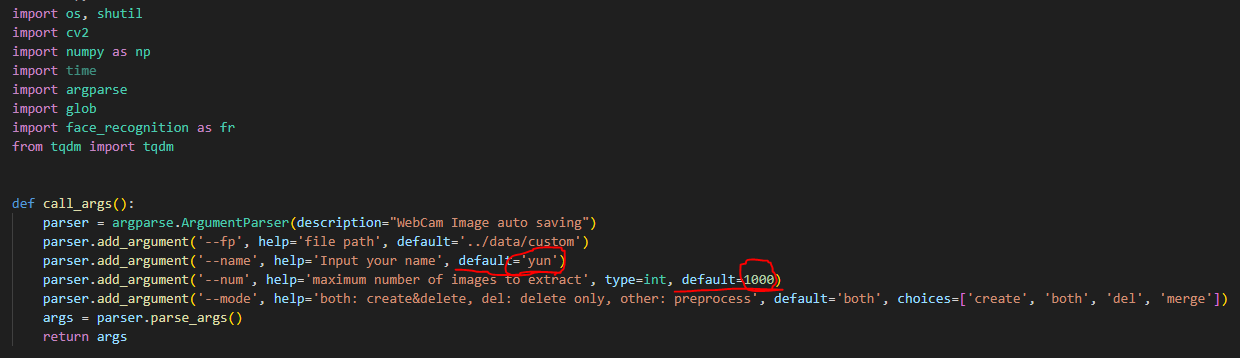 import os, shutil
import cv2
import numpy as np
import time
import argparse
import glob
import face_recognition as fr
from tqdm import tqdm
def call_args():
parser = argparse.ArgumentParser(description="WebCam Image auto saving")
parser.add_argument('--fp', help='file path', default='../data/custom')
parser.add_argument('--name', help='Input your name', default='yun')
parser.add_argument('--num', help='maximum number of images to extract', type=int, default=1000)
parser.add_argument('--mode', help='both: create&delete, del: delete only, other: preprocess', default='both', choices=['create', 'both', 'del', 'merge'])
args = parser.parse_args()
return args